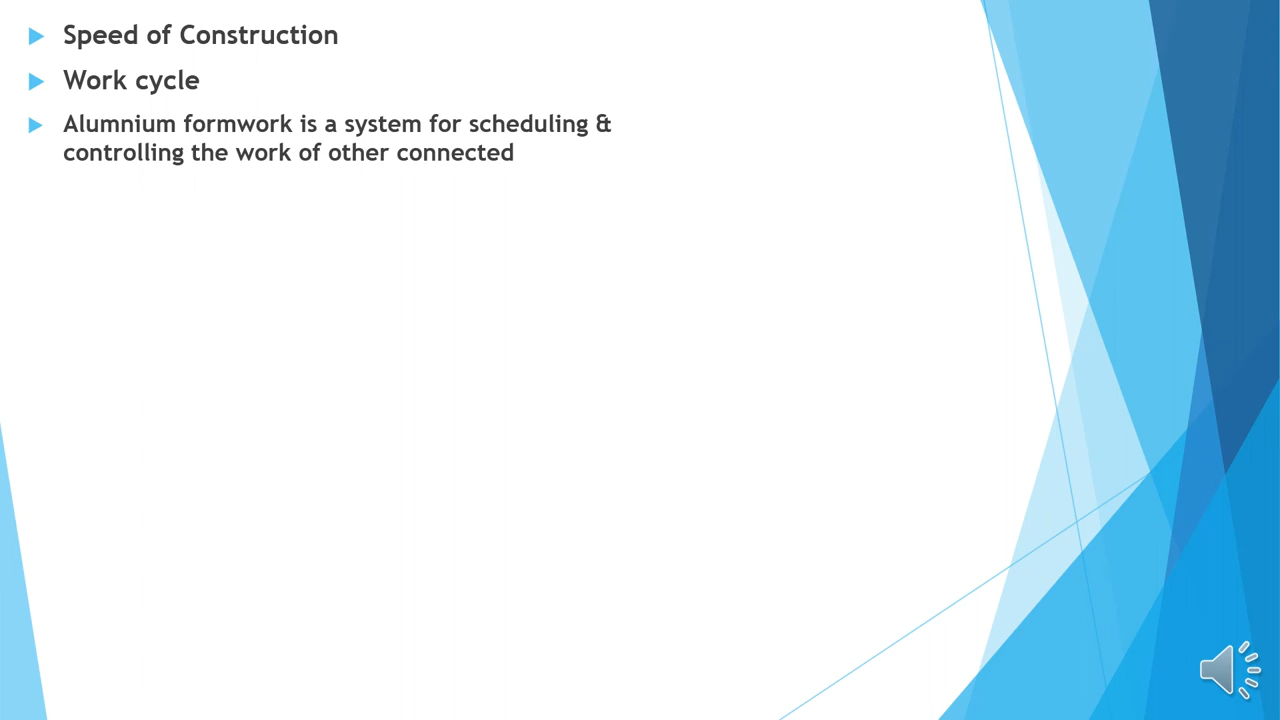 Speed of Construction
Work cycle
Alumnium formwork is a system for scheduling &
controlling the work of other connected